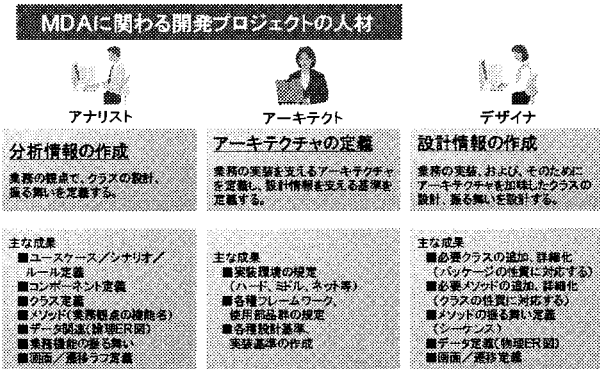 MDAに関わる開発プロジェクトの人材
アナリスト
アーキテクト
デザイナ
分析情報の作成
業務の観点で、クラスの設計、
振る舞いを定義する。
アーキテクチャの定義
業務の実装を支えるアーキテクチャ
を定義し、設計情報を支える基準を
定義する。
設計情報の作成
業務の実装、および、そのために
アーキテクチャを加味したクラスの
設計、振る舞いを設計する。
主な成果
■ユースケース／シナリオ／
ルール定義
■コンポーネント定義
■クラス定義
■メソッド(業務観点の機能名)
■データ関連(論理ER図)
■業務機能の振る舞い
■画面／遷移ラフ定義
主な成果
■実装環境の規定
(ハード、ミドル、ネット等)
■各種フレームワーク、
使用部品群の規定
■各種設計基準、
実装基準の作成
主な成果
■必要クラスの追加、詳細化
(パッケージの性質に対応する)
■必要メソッドの追加、詳細化
(クラスの性質に対応する)
■メソッドの振る舞い定義
(シーケンス)
■データ定義(物理ER図)
■画面／遷移定義